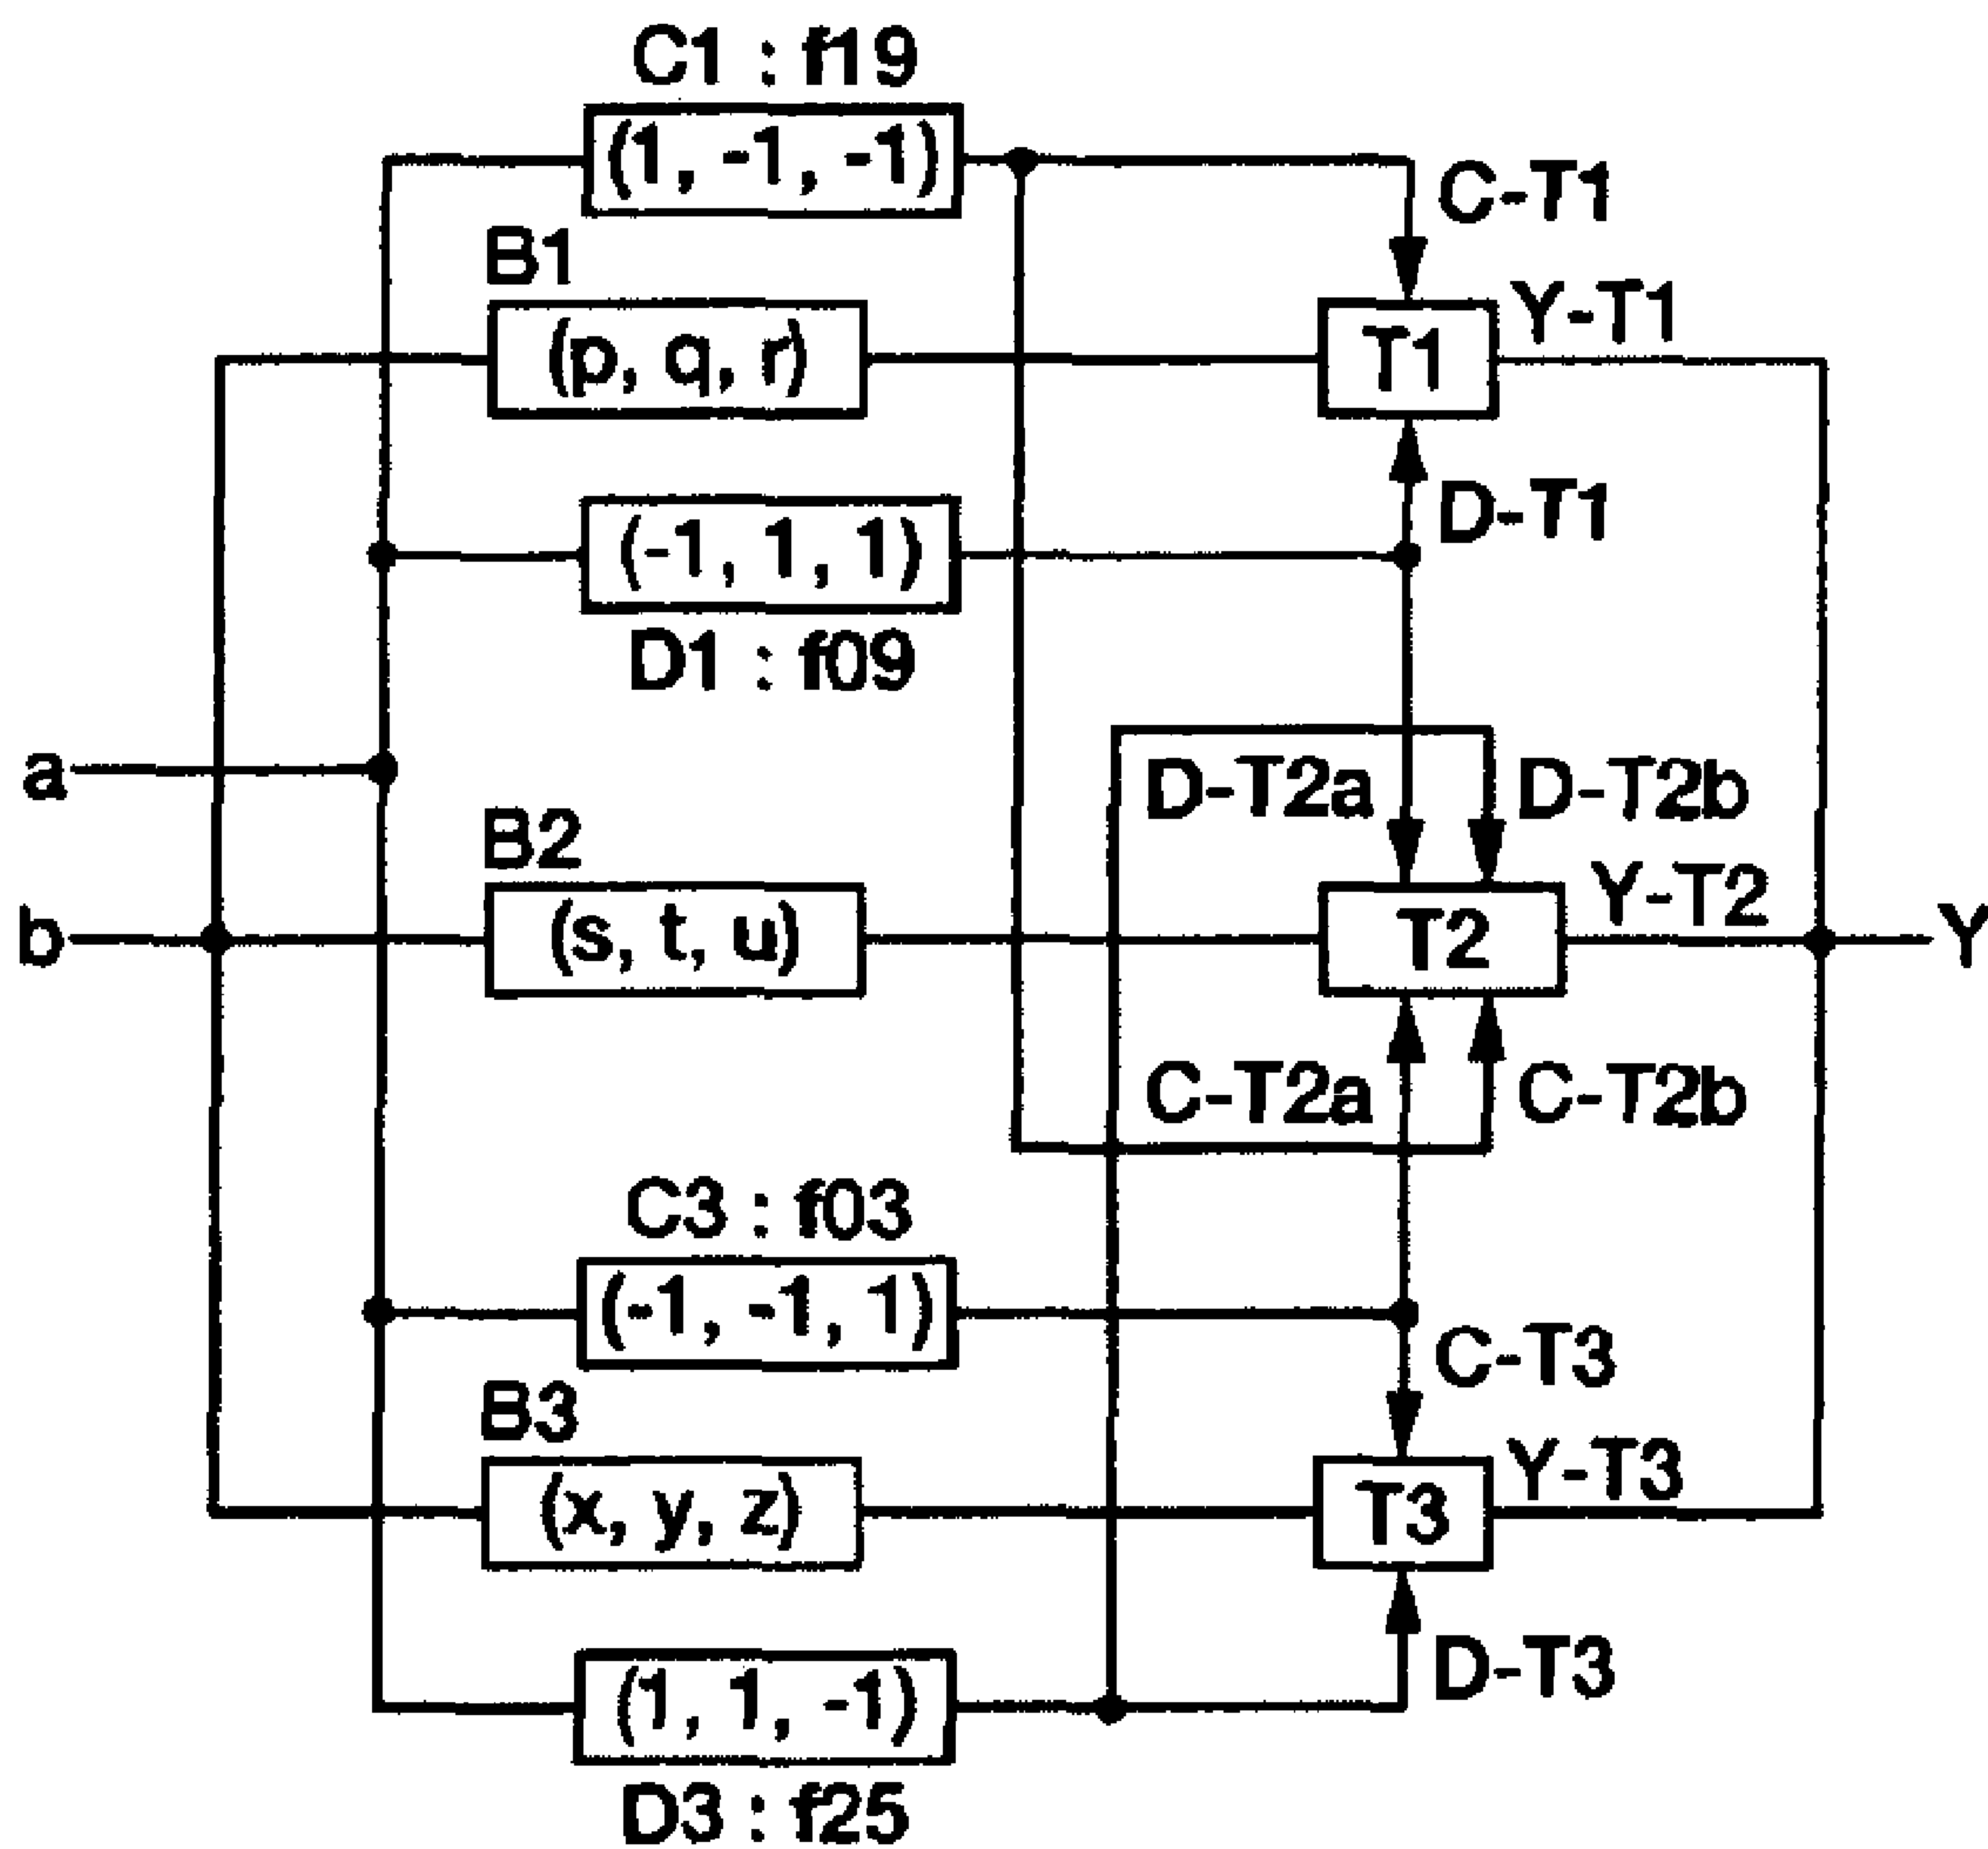 C1 : f19
(1, -1, -1)
C-T1
B1
(p, q, r)
T1
Y-T1
D-T1
(-1, 1, 1)
D1 : f09
a
D-T2a
D-T2b
B2
(s, t, u)
T2
Y-T2
b
Y
C-T2a
C-T2b
C3 : f03
(-1, -1, 1)
C-T3
B3
(x, y, z)
T3
Y-T3
(1, 1, -1)
D-T3
D3 : f25